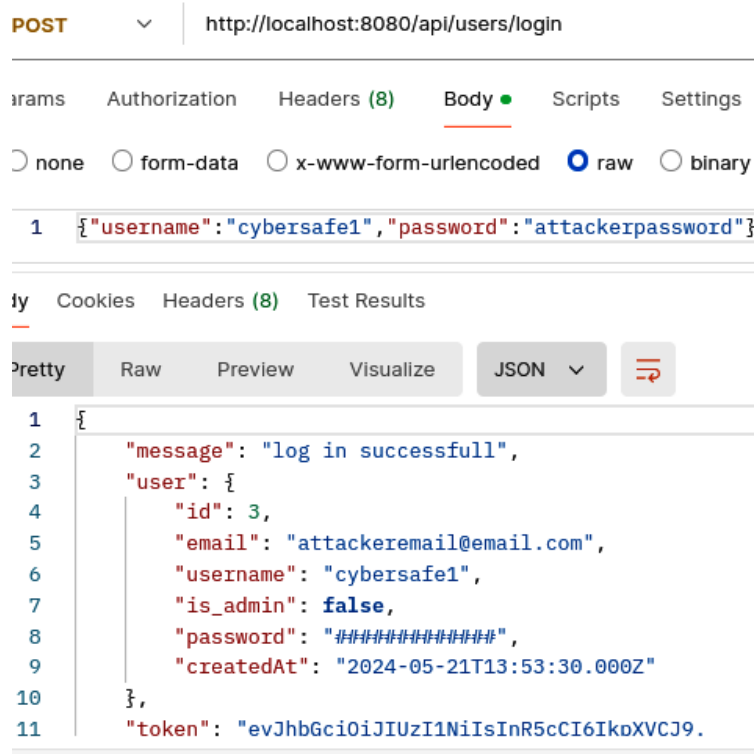 POST http://localhost:8080/api/users/login
arams Authorization Headers (8) Body Scripts Settings
none form-data x-www-form-urlencoded raw binary
1 {"username":"cybersafe1","password":"attackerpassword"}
dy Cookies Headers (8) Test Results
Pretty Raw Preview Visualize JSON
1 {
2 "message": "log in successfull",
3 "user": {
4 "id": 3,
5 "email": "attackeremail@email.com",
6 "username": "cybersafe1",
7 "is_admin": false,
8 "password": "#############",
9 "createdAt": "2024-05-21T13:53:30.000Z"
10 },
11 "token": "eyJhbGciOiJIUzI1NiIsInR5cCI6IkpXVCJ9.